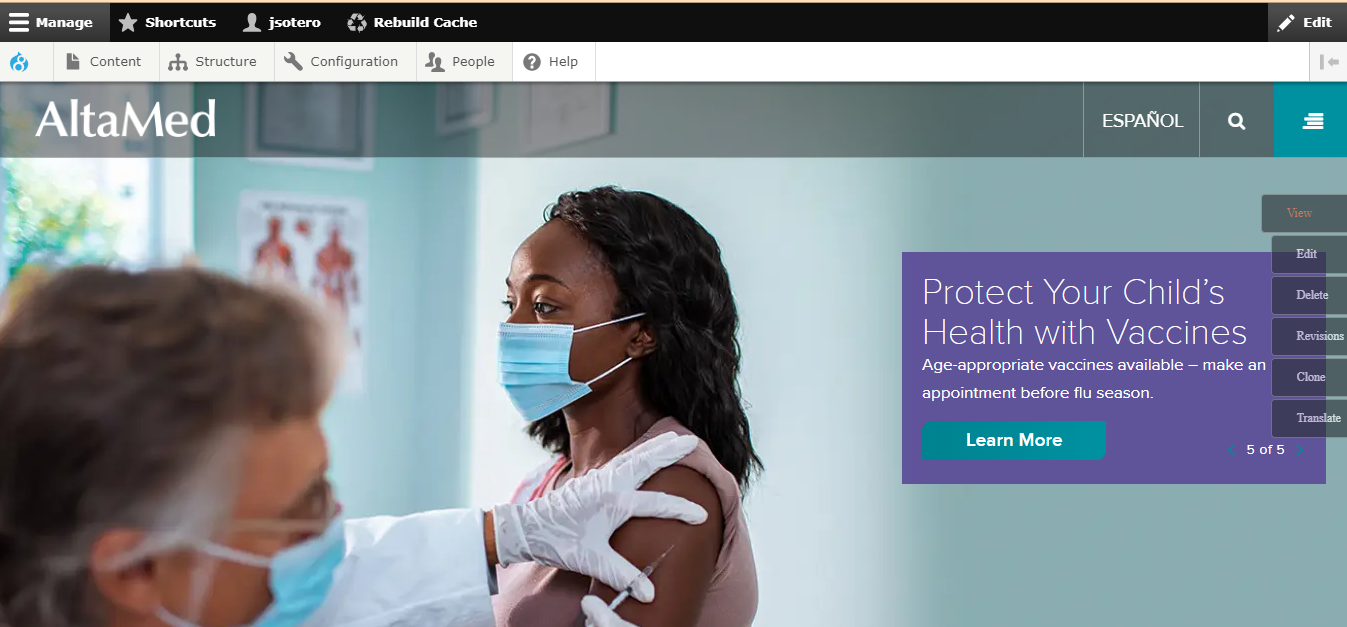 Manage Shortcuts jsotero Rebuild Cache Edit
Content Structure Configuration People Help
AltaMed ESPAÑOL
View
Edit
Protect Your Child’s
Delete
Health with Vaccines
Revisions
Age-appropriate vaccines available – make an
Clone
appointment before flu season.
Translate
Learn More
5 of 5